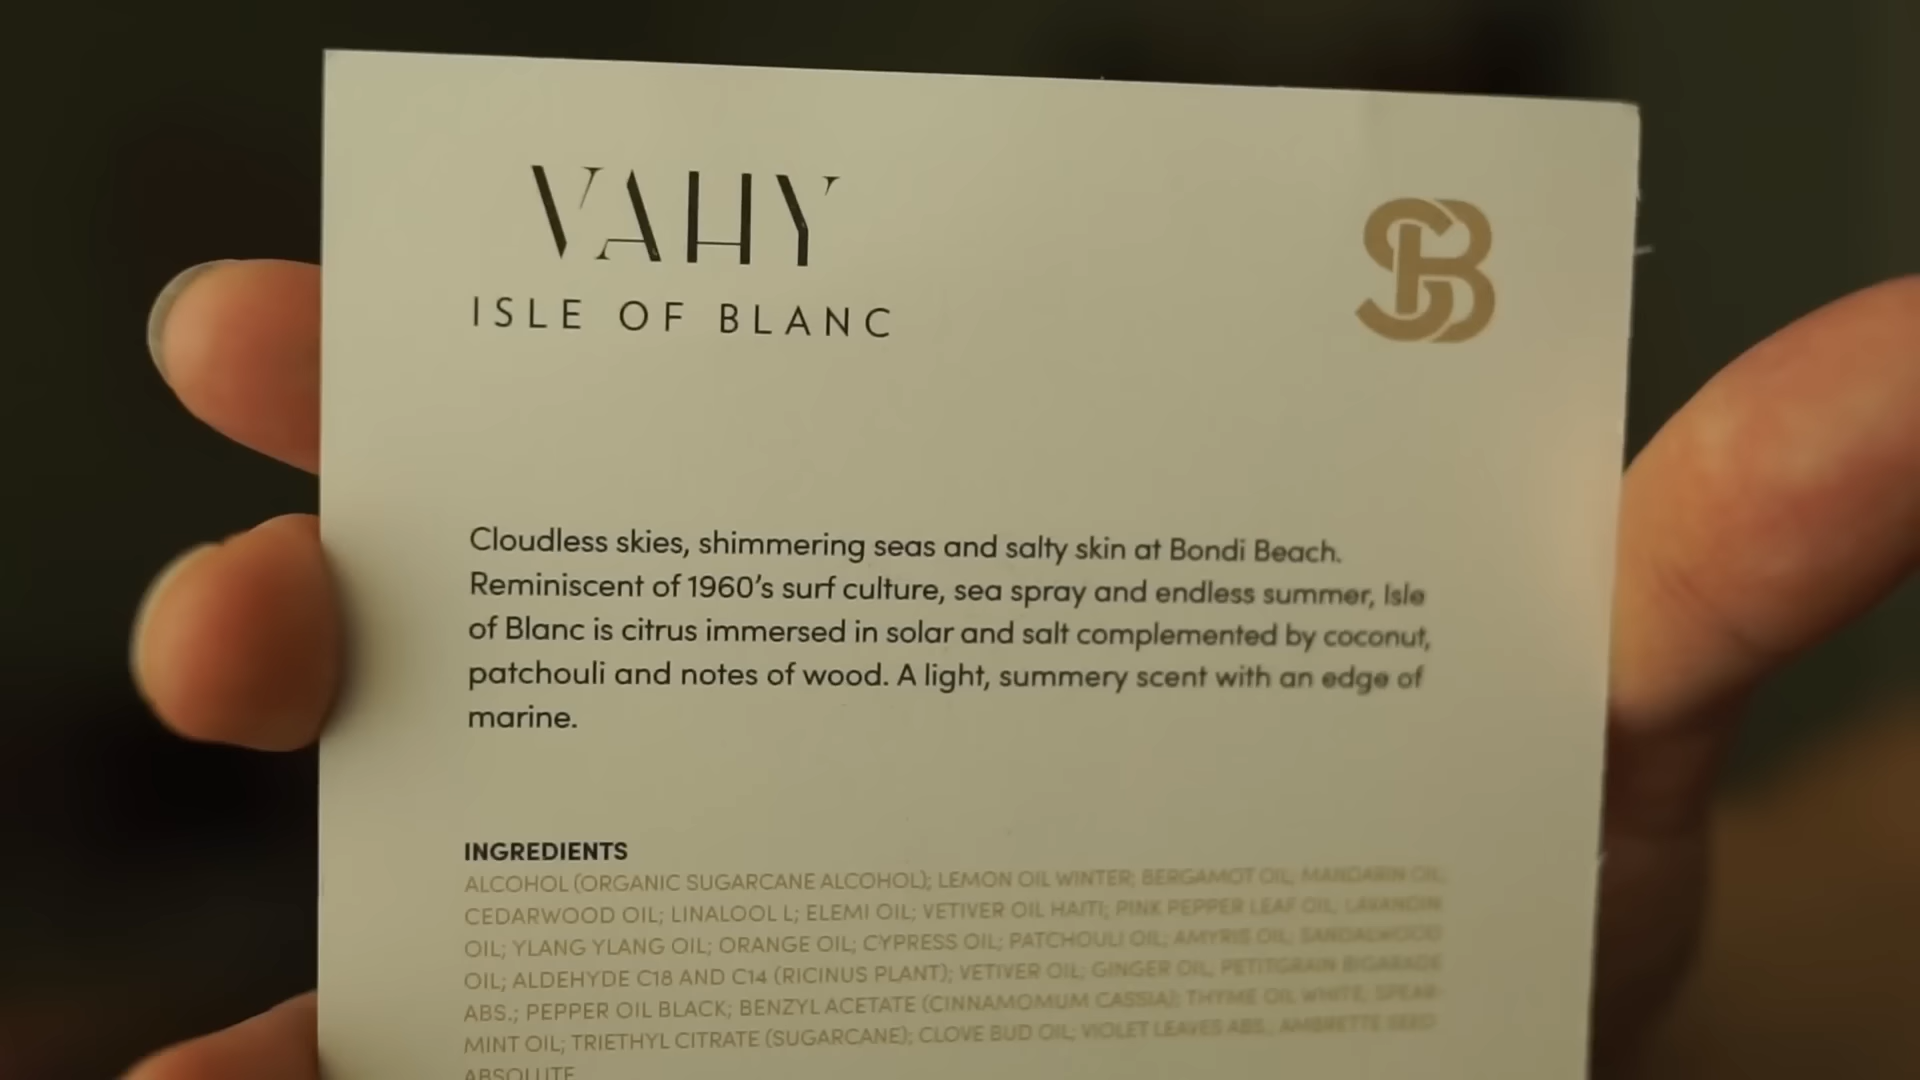 VAHY
ISLE OF BLANC
SB
Cloudless skies, shimmering seas and salty skin at Bondi Beach.
Reminiscent of 1960's surf culture, sea spray and endless summer, Isle
of Blanc is citrus immersed in solar and salt complemented by coconut,
patchouli and notes of wood. A light, summery scent with an edge of
marine.
INGREDIENTS
ALCOHOL (ORGANIC SUGARCANE ALCOHOL); LEMON OIL WINTER; BERGAMOT OIL; MANDARIN OIL;
CEDARWOOD OIL; LINALOOL L; ELEMI OIL; VETIVER OIL HAITI; PINK PEPPER LEAF OIL; LAVANDIN
OIL; YLANG YLANG OIL; ORANGE OIL; CYPRESS OIL; PATCHOULI OIL; AMYRIS OIL; SANDALWOOD
OIL; ALDEHYDE C18 AND C14 (RICINUS PLANT); VETIVER OIL; GINGER OIL; PETITGRAIN BIGARADE
ABS.; PEPPER OIL BLACK; BENZYL ACETATE (CINNAMOMUM CASSIA); THYME OIL WHITE; SPEAR-
MINT OIL; TRIETHYL CITRATE (SUGARCANE); CLOVE BUD OIL; VIOLET LEAVES ABS.; AMBRETTE SEED
ABSOLUTE